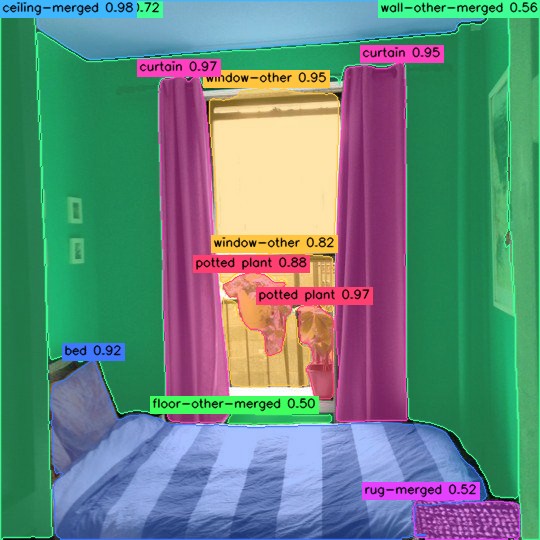 ceiling-merged 0.98).72
wall-other-merged 0.56
curtain 0.95
curtain 0.97
window-other 0.95
window-other 0.82
potted plant 0.88
potted plant 0.97
bed 0.92
floor-other-merged 0.50
rug-merged 0.52